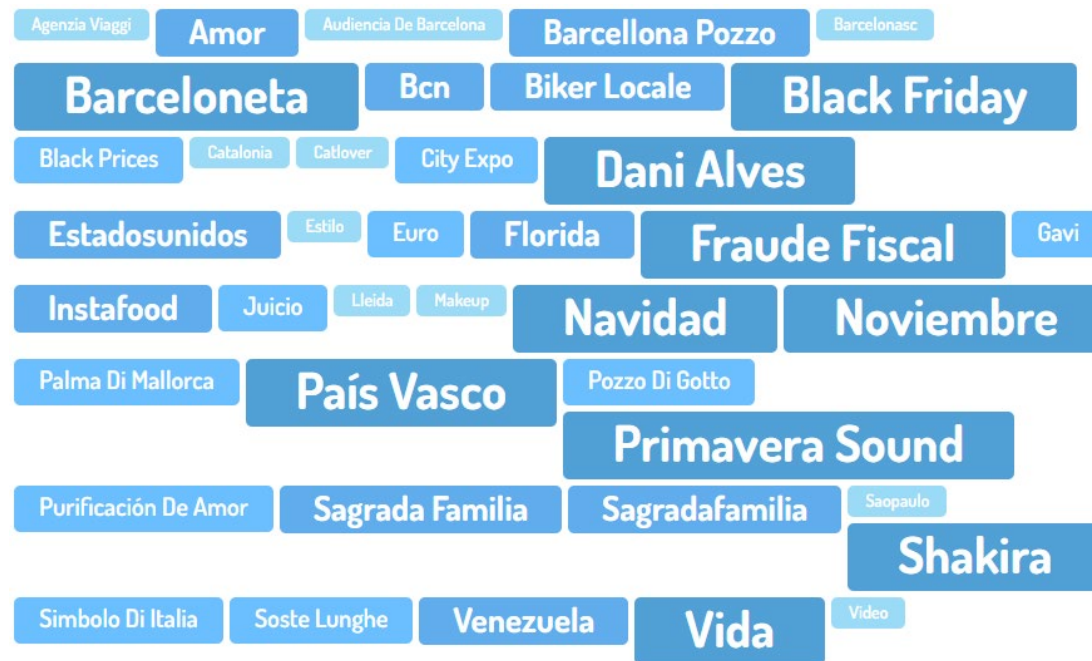 Agenzia Viaggi Amor Audiencia De Barcelona Barcellona Pozzo Barcelonasc
Barceloneta Bcn Biker Locale Black Friday
Black Prices Catalonia Catlover City Expo Dani Alves
Estadosunidos Estilo Euro Florida Fraude Fiscal Gavi
Instafood Juicio Lleida Makeup Navidad Noviembre
Palma Di Mallorca País Vasco Pozzo Di Gotto
Primavera Sound
Purificación De Amor Sagrada Familia Sagradafamilia Saopaulo
Shakira
Simbolo Di Italia Soste Lunghe Venezuela Vida Video